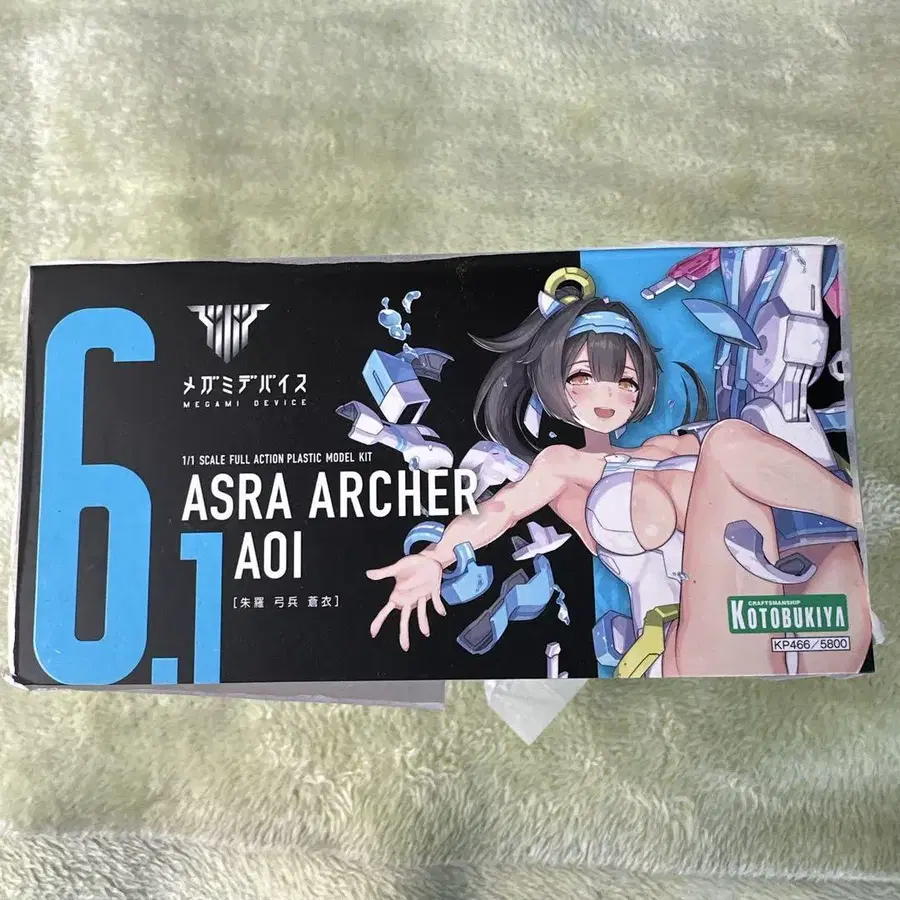 6.1
メガミデバイス
MEGAMI DEVICE
1/1 SCALE FULL ACTION PLASTIC MODEL KIT
ASRA ARCHER
AOI
[朱羅 弓兵 蒼衣]
CRAFTSMANSHIP
KOTOBUKIYA
KP466/5800